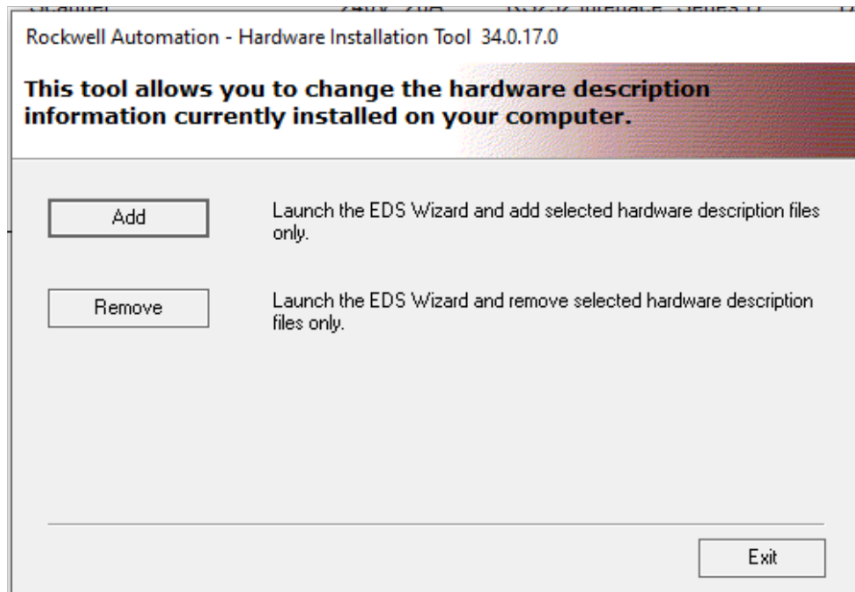 Rockwell Automation - Hardware Installation Tool 34.0.17.0
This tool allows you to change the hardware description
information currently installed on your computer.
Add
Launch the EDS Wizard and add selected hardware description files
only.
Remove
Launch the EDS Wizard and remove selected hardware description
files only.
Exit